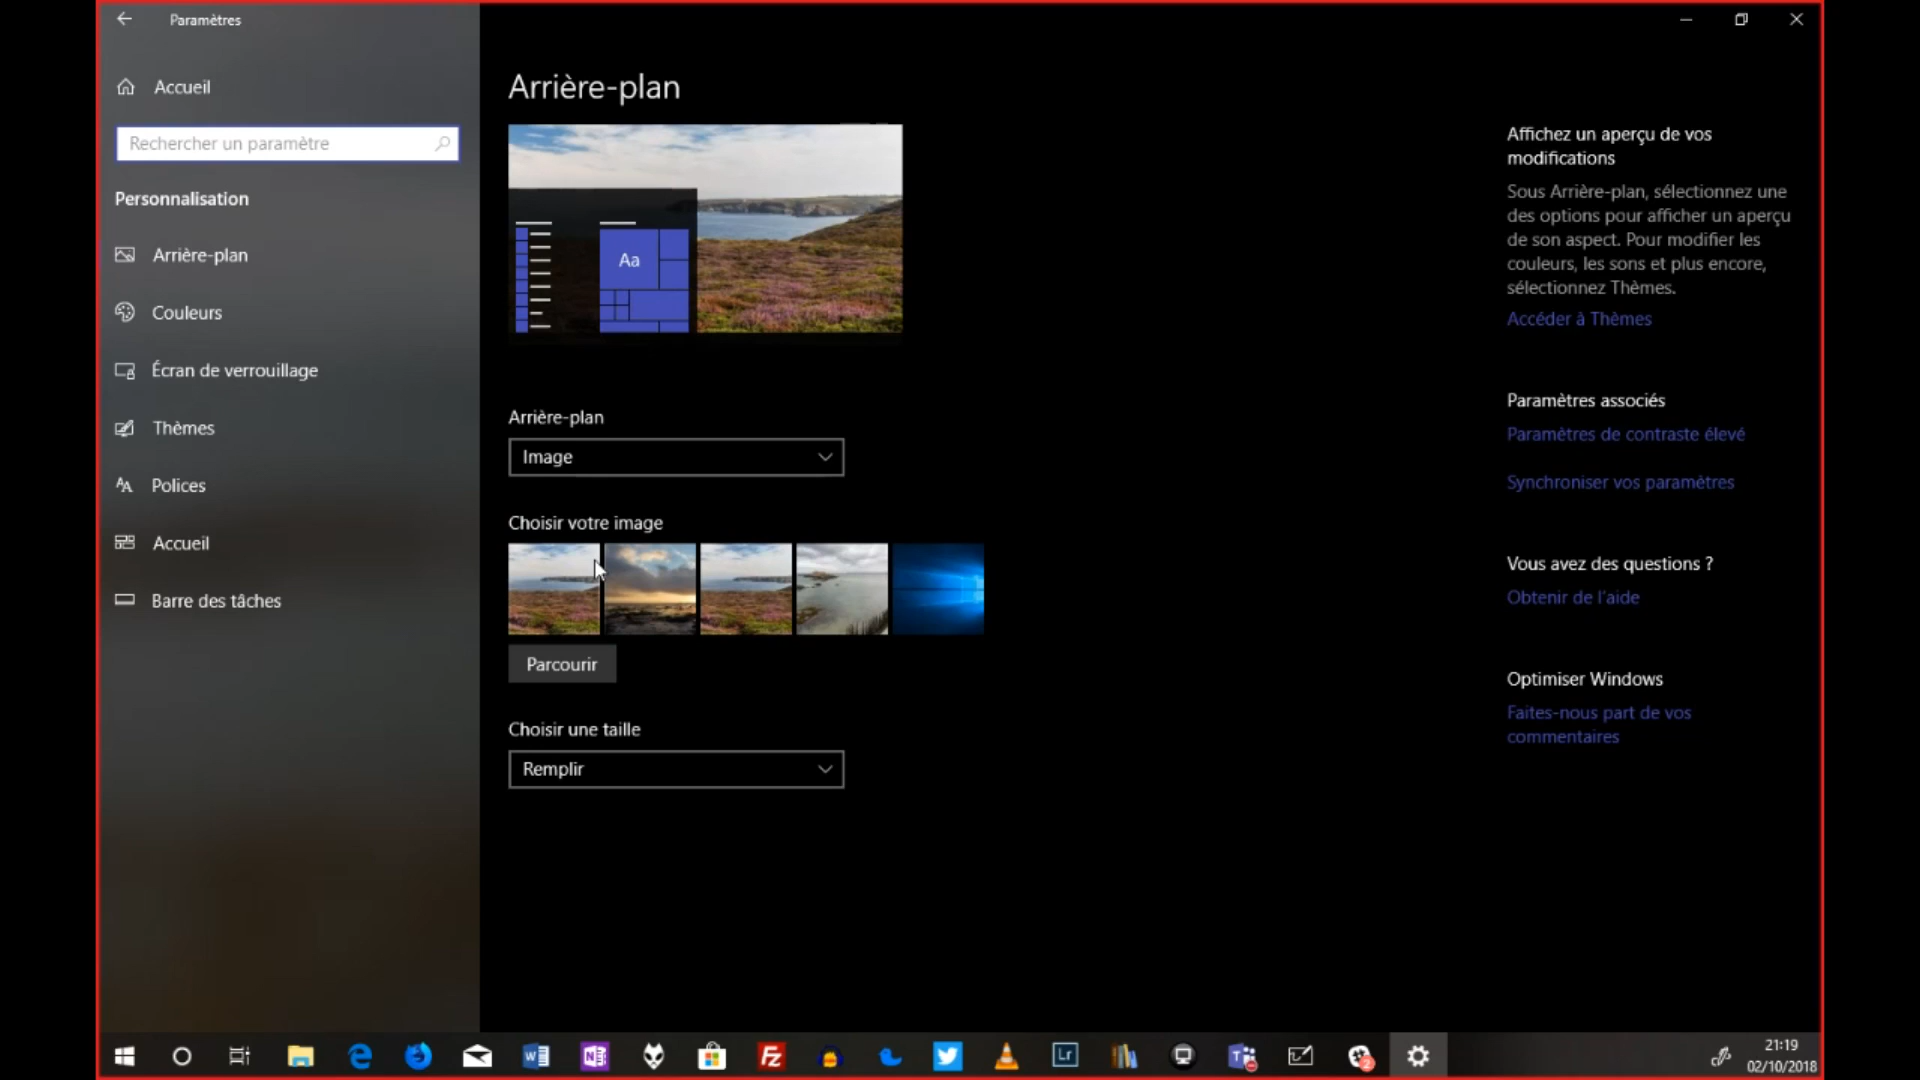 Paramètres
Accueil
Rechercher un paramètre
Personnalisation
Arrière-plan
Couleurs
Écran de verrouillage
Thèmes
Polices
Accueil
Barre des tâches
Arrière-plan
Aa
Arrière-plan
Image
Choisir votre image
Parcourir
Choisir une taille
Remplir
Affichez un aperçu de vos
modifications
Sous Arrière-plan, sélectionnez une
des options pour afficher un aperçu
de son aspect. Pour modifier les
couleurs, les sons et plus encore,
sélectionnez Thèmes.
Accéder à Thèmes
Paramètres associés
Paramètres de contraste élevé
Synchroniser vos paramètres
Vous avez des questions ?
Obtenir de l'aide
Optimiser Windows
Faites-nous part de vos
commentaires
W
N
Fz
Lr
T
2
21:19
02/10/2018